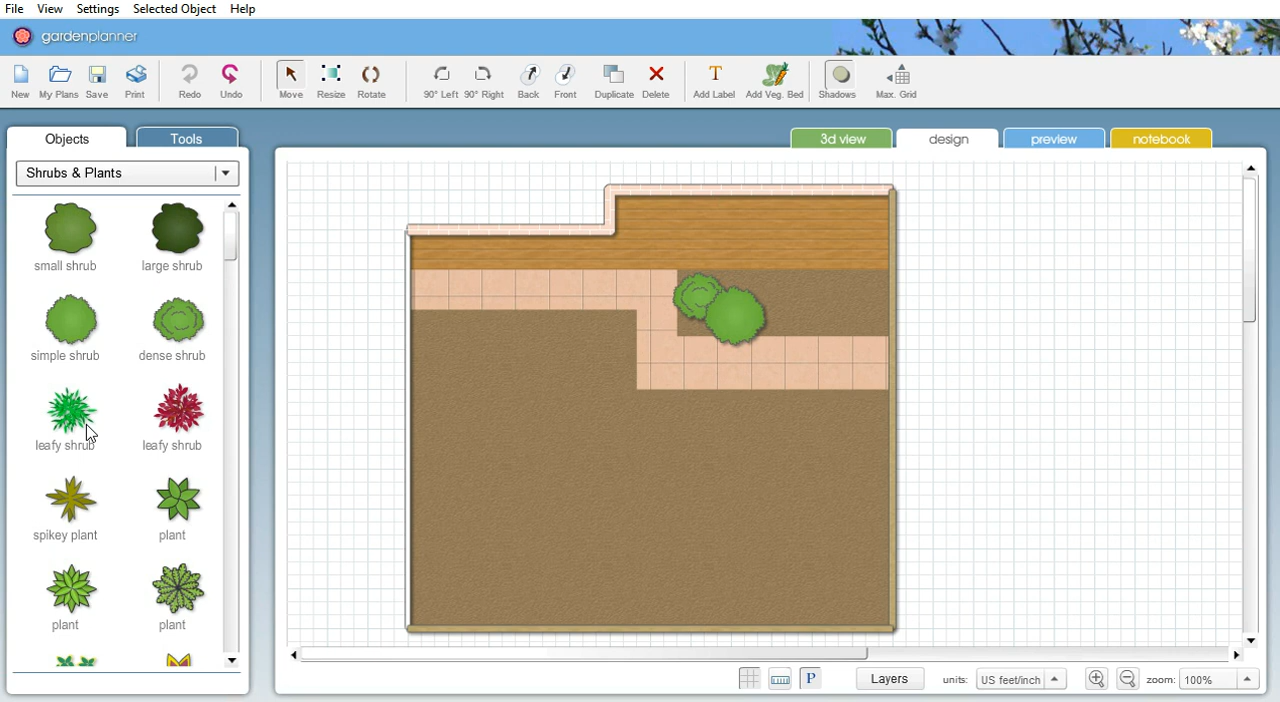 File View Settings Selected Object Help
gardenplanner
New My Plans Save Print Redo Undo Move Resize Rotate 90° Left 90° Right Back Front Duplicate Delete Add Label Add Veg. Bed Shadows Max. Grid
Objects Tools
3d view design preview notebook
Shrubs & Plants
small shrub large shrub
simple shrub dense shrub
leafy shrub leafy shrub
spikey plant plant
plant plant
P Layers units: US feet/inch zoom: 100%